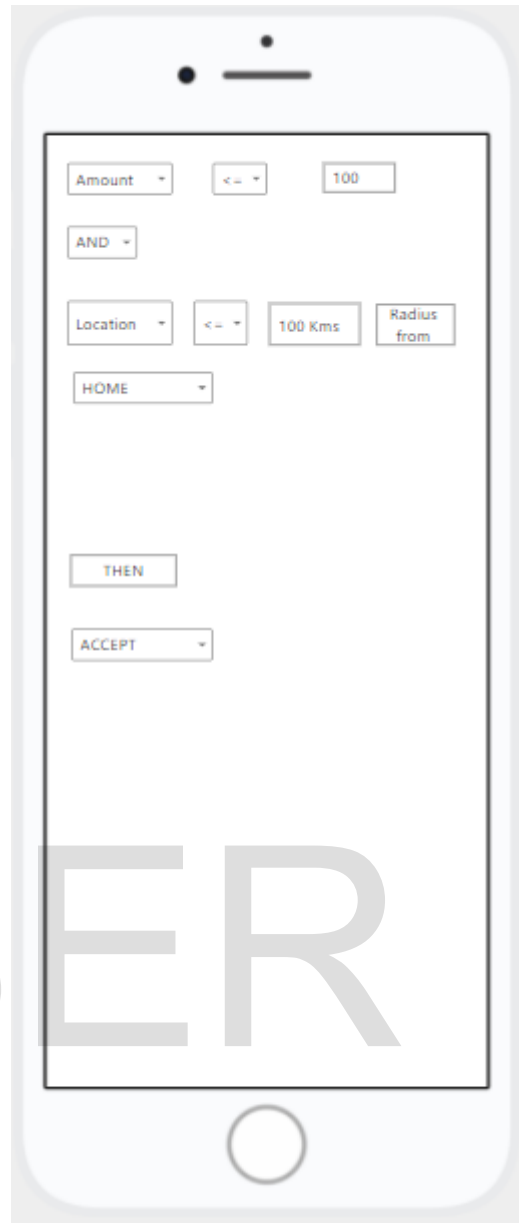 Amount <= 100
AND
Location <= 100 Kms Radius from
HOME
THEN
ACCEPT
ER